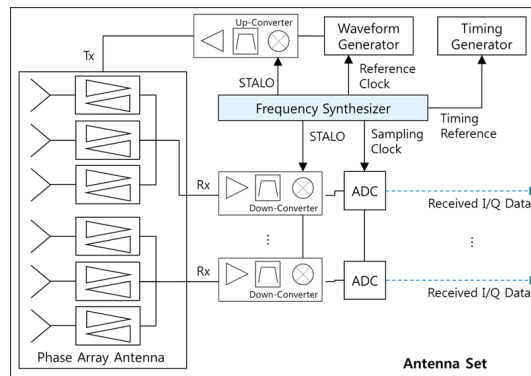 Up-Converter
Waveform
Generator
Timing
Generator
Tx
STALO
Reference
Clock
Frequency Synthesizer
Timing
Reference
STALO
Sampling
Clock
Rx
Down-Converter
ADC
Received I/Q Data
Rx
Down-Converter
ADC
Received I/Q Data
Phase Array Antenna
Antenna Set